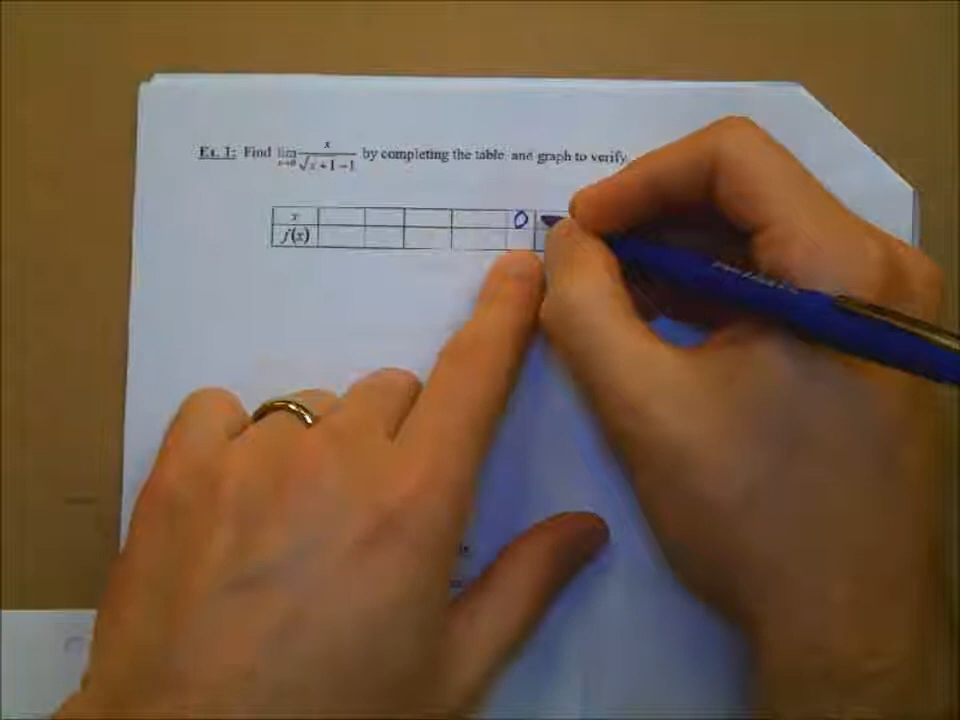 Ex. 1: Find lim x→0 x/√x+1−1 by completing the table and graph to verify
x 0
f(x)